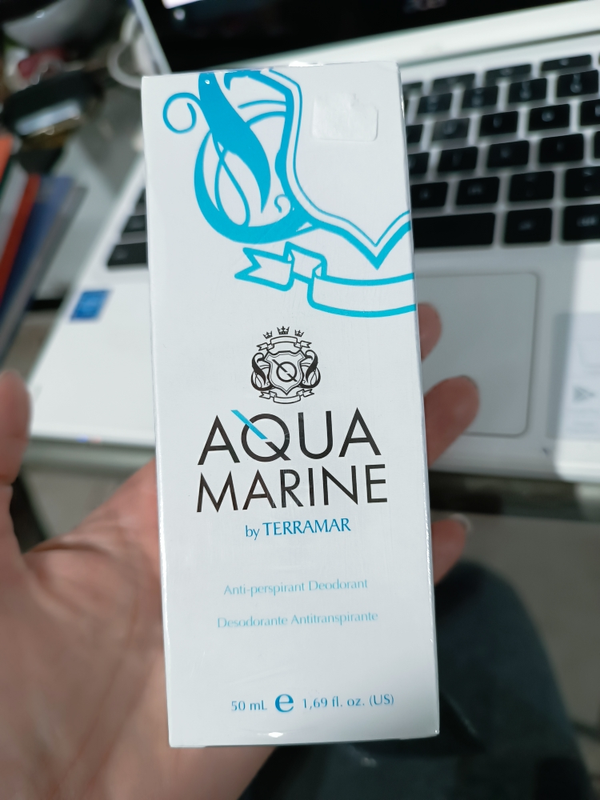 AQUA
MARINE
by TERRAMAR
Anti-perspirant Deodorant
Desodorante Antitranspirante
50 mL e 1,69 fl. oz. (US)